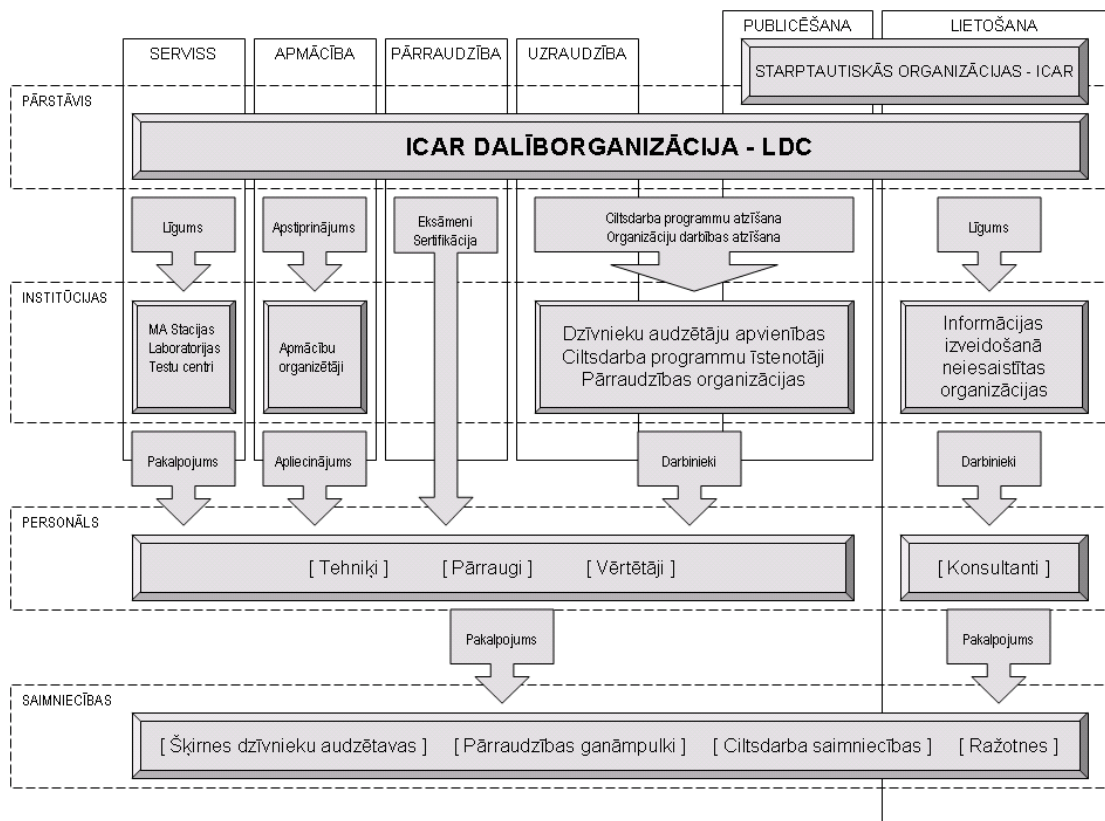 PUBLICĒŠANA
LIETOŠANA
SERVISS
APMĀCĪBA
PĀRRAUDZĪBA
UZRAUDZĪBA
STARPTAUTISKĀS ORGANIZĀCIJAS - ICAR
PĀRSTĀVIS
ICAR DALĪBORGANIZĀCIJA - LDC
Līgums
Apstiprinājums
Eksāmeni
Sertifikācija
Ciltsdarba programmu atzīšana
Organizāciju darbības atzīšana
Līgums
INSTITŪCIJAS
MA Stacijas
Laboratorijas
Testu centri
Apmācību
organizētāji
Dzīvnieku audzētāju apvienības
Ciltsdarba programmu īstenotāji
Pārraudzības organizācijas
Informācijas
izveidošanā
neiesaistītas
organizācijas
Pakalpojums
Apliecinājums
Darbinieki
Darbinieki
PERSONĀLS
[ Tehniķi ] [ Pārraugi ] [ Vērtētāji ]
[ Konsultanti ]
Pakalpojums
Pakalpojums
SAIMNIECĪBAS
[ Šķirnes dzīvnieku audzētavas ] [ Pārraudzības ganāmpulki ] [ Ciltsdarba saimniecības ] [ Ražotnes ]